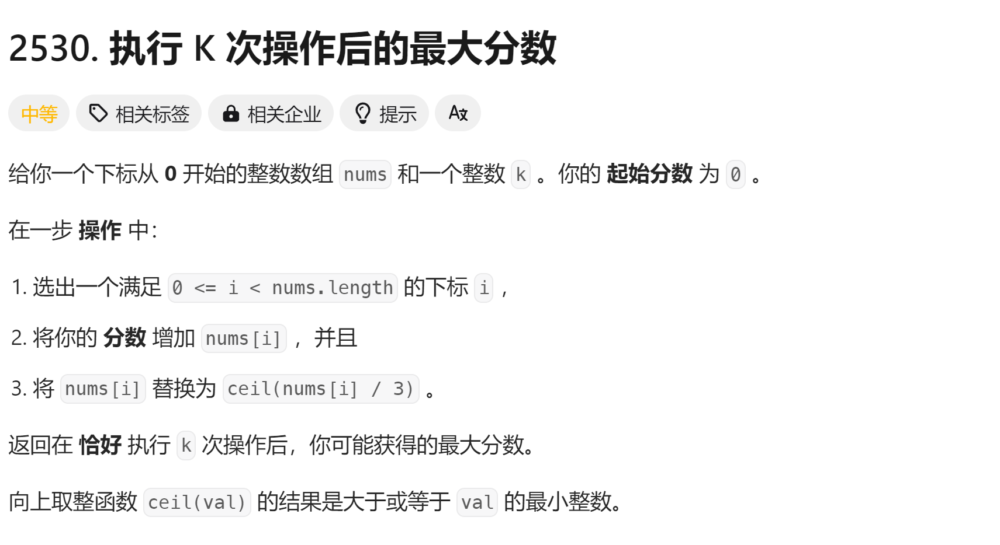 2530. 执行 K 次操作后的最大分数
中等 相关标签 相关企业 提示 A文
给你一个下标从 0 开始的整数数组 nums 和一个整数 k 。你的 起始分数 为 0 。
在一步 操作 中：
1. 选出一个满足 0 <= i < nums.length 的下标 i ，
2. 将你的 分数 增加 nums[i] ，并且
3. 将 nums[i] 替换为 ceil(nums[i] / 3) 。
返回在 恰好 执行 k 次操作后，你可能获得的最大分数。
向上取整函数 ceil(val) 的结果是大于或等于 val 的最小整数。